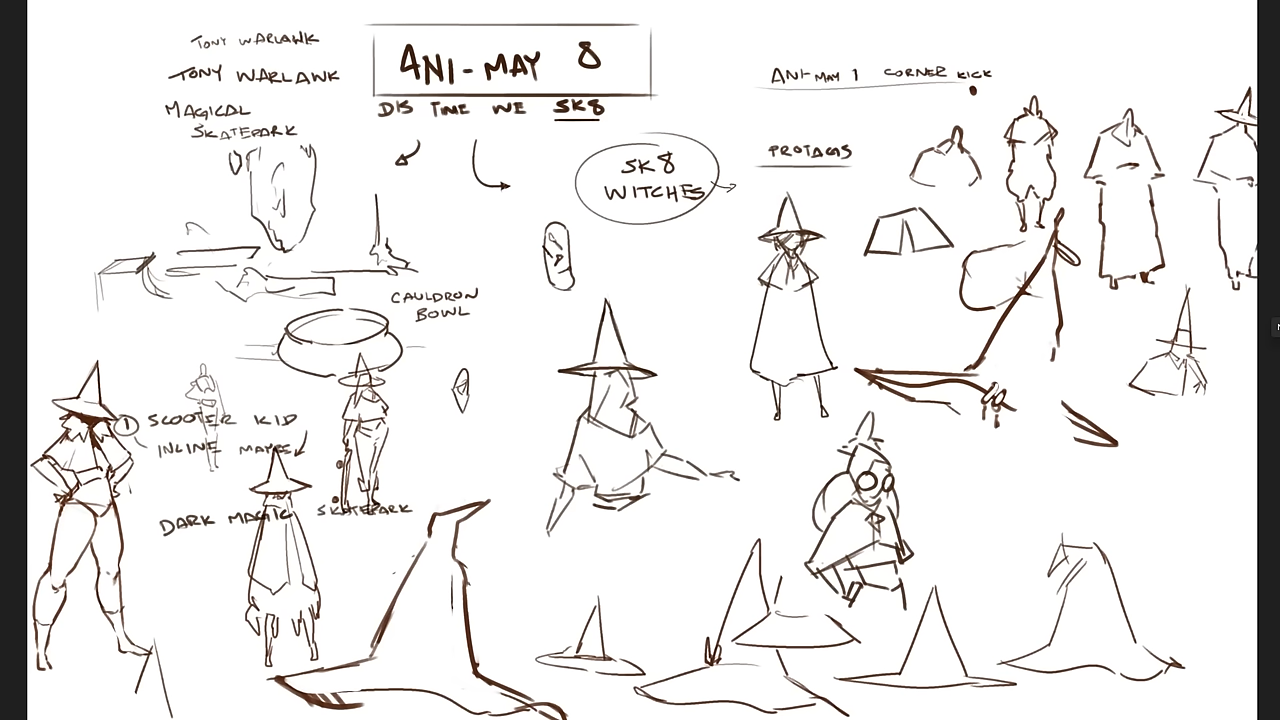 TONY WARLAWK
TONY WARLAWK
MAGICAL
SKATEPARK
ANI-MAY 8
DIS TIME WE SK8
ANI-MAY 1 CORNER KICK
SK8
WITCHES
PROTAGS
CAULDRON
BOWL
1 SCOOTER KID
INLINE MAYBE
DARK MAGIC SKATEPARK